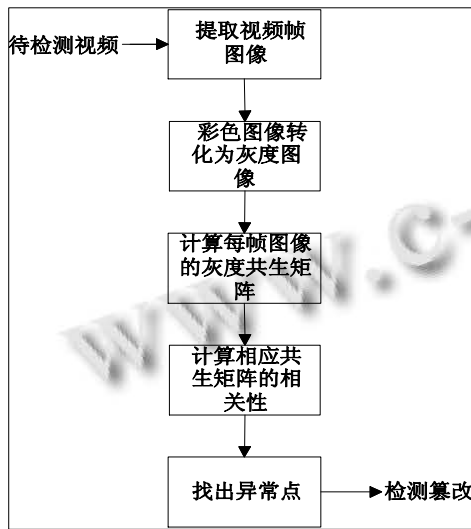 待检测视频
提取视频帧
图像
彩色图像转
化为灰度图
像
计算每帧图像
的灰度共生矩
阵
计算相应共
生矩阵的相
关性
找出异常点
检测篡改
www.c-